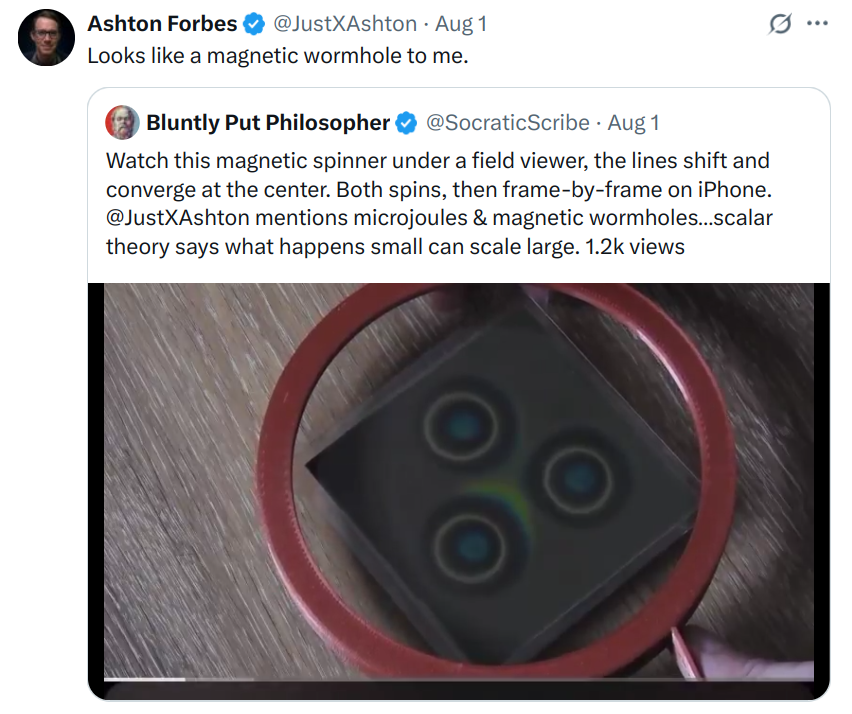 Ashton Forbes @JustXAshton · Aug 1
Looks like a magnetic wormhole to me.
Bluntly Put Philosopher @SocraticScribe · Aug 1
Watch this magnetic spinner under a field viewer, the lines shift and
converge at the center. Both spins, then frame-by-frame on iPhone.
@JustXAshton mentions microjoules & magnetic wormholes...scalar
theory says what happens small can scale large. 1.2k views